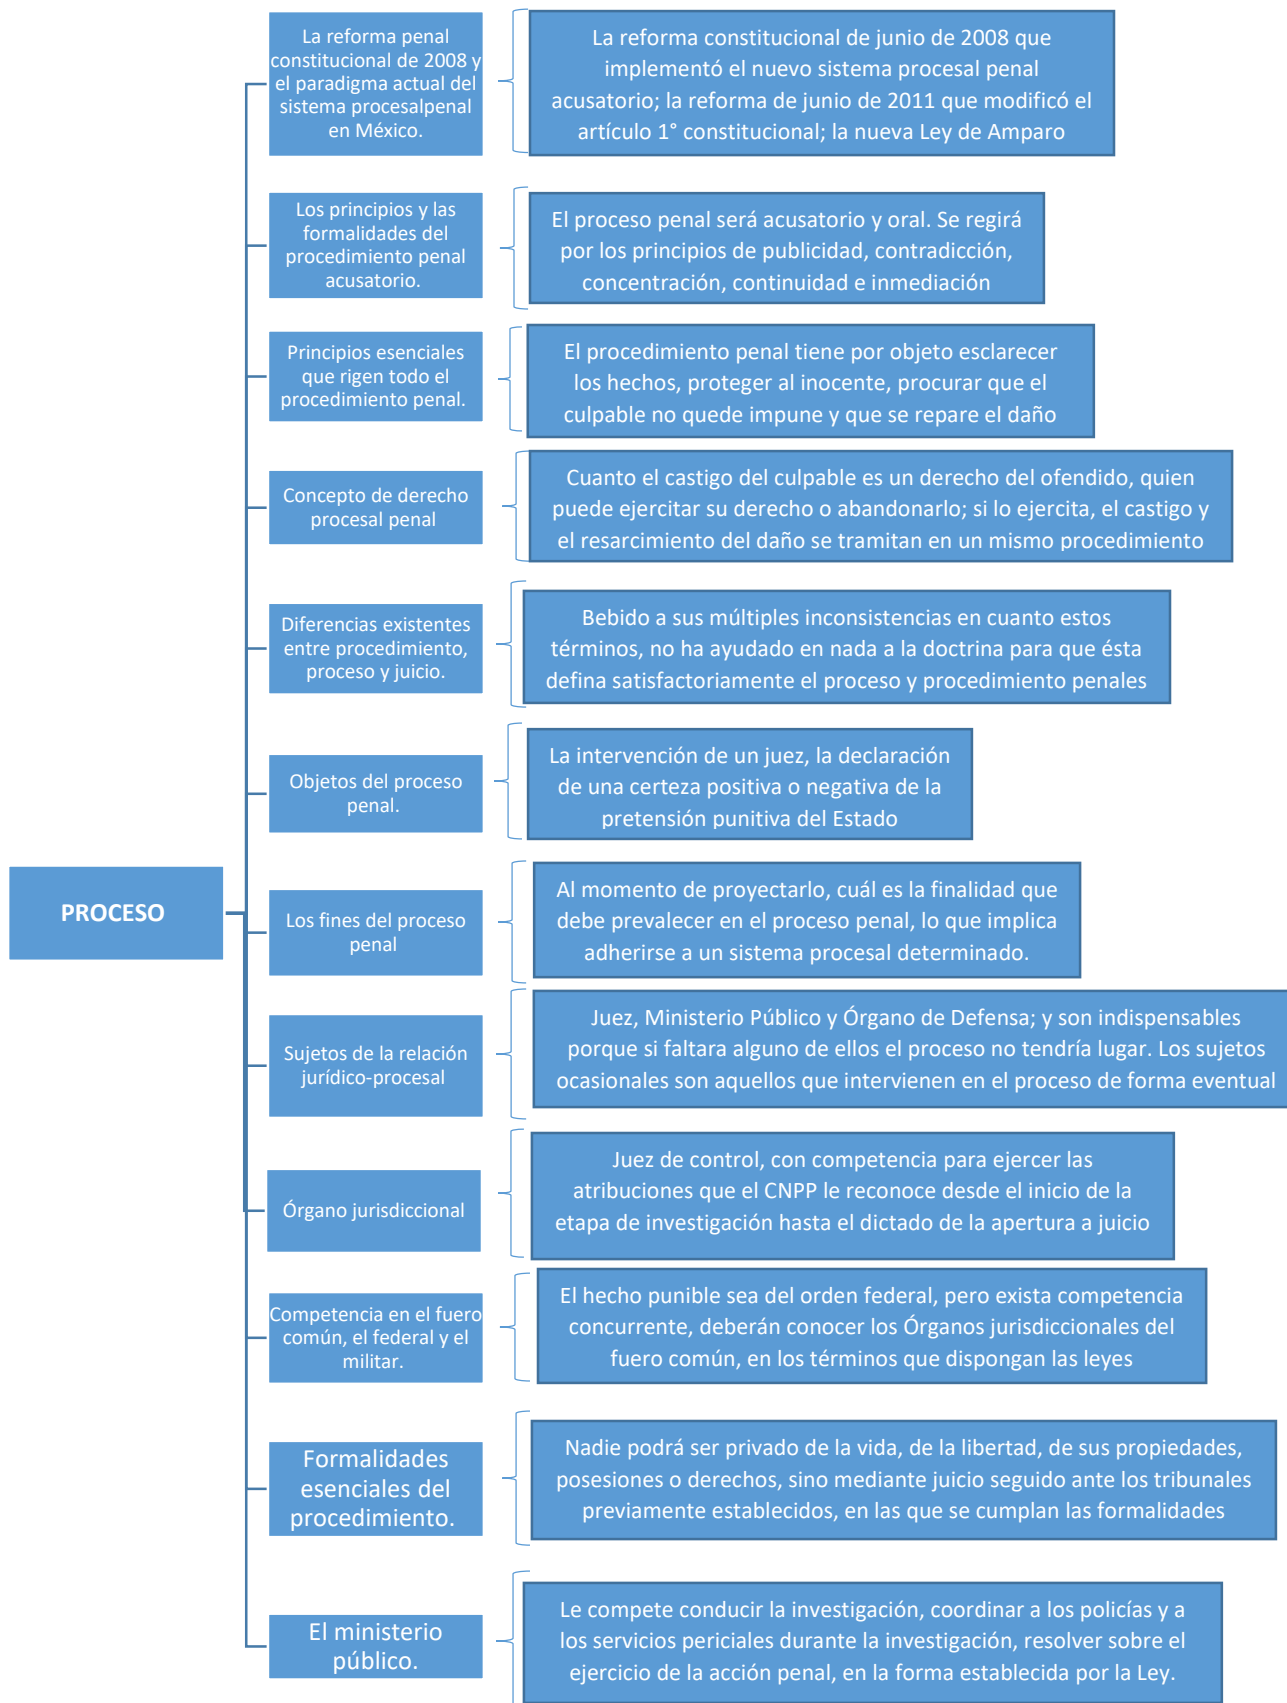 La reforma penal
constitucional de 2008 y
el paradigma actual del
sistema procesalpenal
en México.
La reforma constitucional de junio de 2008 que
implementó el nuevo sistema procesal penal
acusatorio; la reforma de junio de 2011 que modificó el
artículo 1° constitucional; la nueva Ley de Amparo
Los principios y las
formalidades del
procedimiento penal
acusatorio.
El proceso penal será acusatorio y oral. Se regirá
por los principios de publicidad, contradicción,
concentración, continuidad e inmediación
Principios esenciales
que rigen todo el
procedimiento penal.
El procedimiento penal tiene por objeto esclarecer
los hechos, proteger al inocente, procurar que el
culpable no quede impune y que se repare el daño
Concepto de derecho
procesal penal
Cuanto el castigo del culpable es un derecho del ofendido, quien
puede ejercitar su derecho o abandonarlo; si lo ejercita, el castigo y
el resarcimiento del daño se tramitan en un mismo procedimiento
Diferencias existentes
entre procedimiento,
proceso y juicio.
Bebido a sus múltiples inconsistencias en cuanto estos
términos, no ha ayudado en nada a la doctrina para que ésta
defina satisfactoriamente el proceso y procedimiento penales
Objetos del proceso
penal.
La intervención de un juez, la declaración
de una certeza positiva o negativa de la
pretensión punitiva del Estado
PROCESO
Los fines del proceso
penal
Al momento de proyectarlo, cuál es la finalidad que
debe prevalecer en el proceso penal, lo que implica
adherirse a un sistema procesal determinado.
Sujetos de la relación
jurídico-procesal
Juez, Ministerio Público y Órgano de Defensa; y son indispensables
porque si faltara alguno de ellos el proceso no tendría lugar. Los sujetos
ocasionales son aquellos que intervienen en el proceso de forma eventual
Órgano jurisdiccional
Juez de control, con competencia para ejercer las
atribuciones que el CNPP le reconoce desde el inicio de la
etapa de investigación hasta el dictado de la apertura a juicio
Competencia en el fuero
común, el federal y el
militar.
El hecho punible sea del orden federal, pero exista competencia
concurrente, deberán conocer los Órganos jurisdiccionales del
fuero común, en los términos que dispongan las leyes
Formalidades
esenciales del
procedimiento.
Nadie podrá ser privado de la vida, de la libertad, de sus propiedades,
posesiones o derechos, sino mediante juicio seguido ante los tribunales
previamente establecidos, en las que se cumplan las formalidades
El ministerio
público.
Le compete conducir la investigación, coordinar a los policías y a
los servicios periciales durante la investigación, resolver sobre el
ejercicio de la acción penal, en la forma establecida por la Ley.